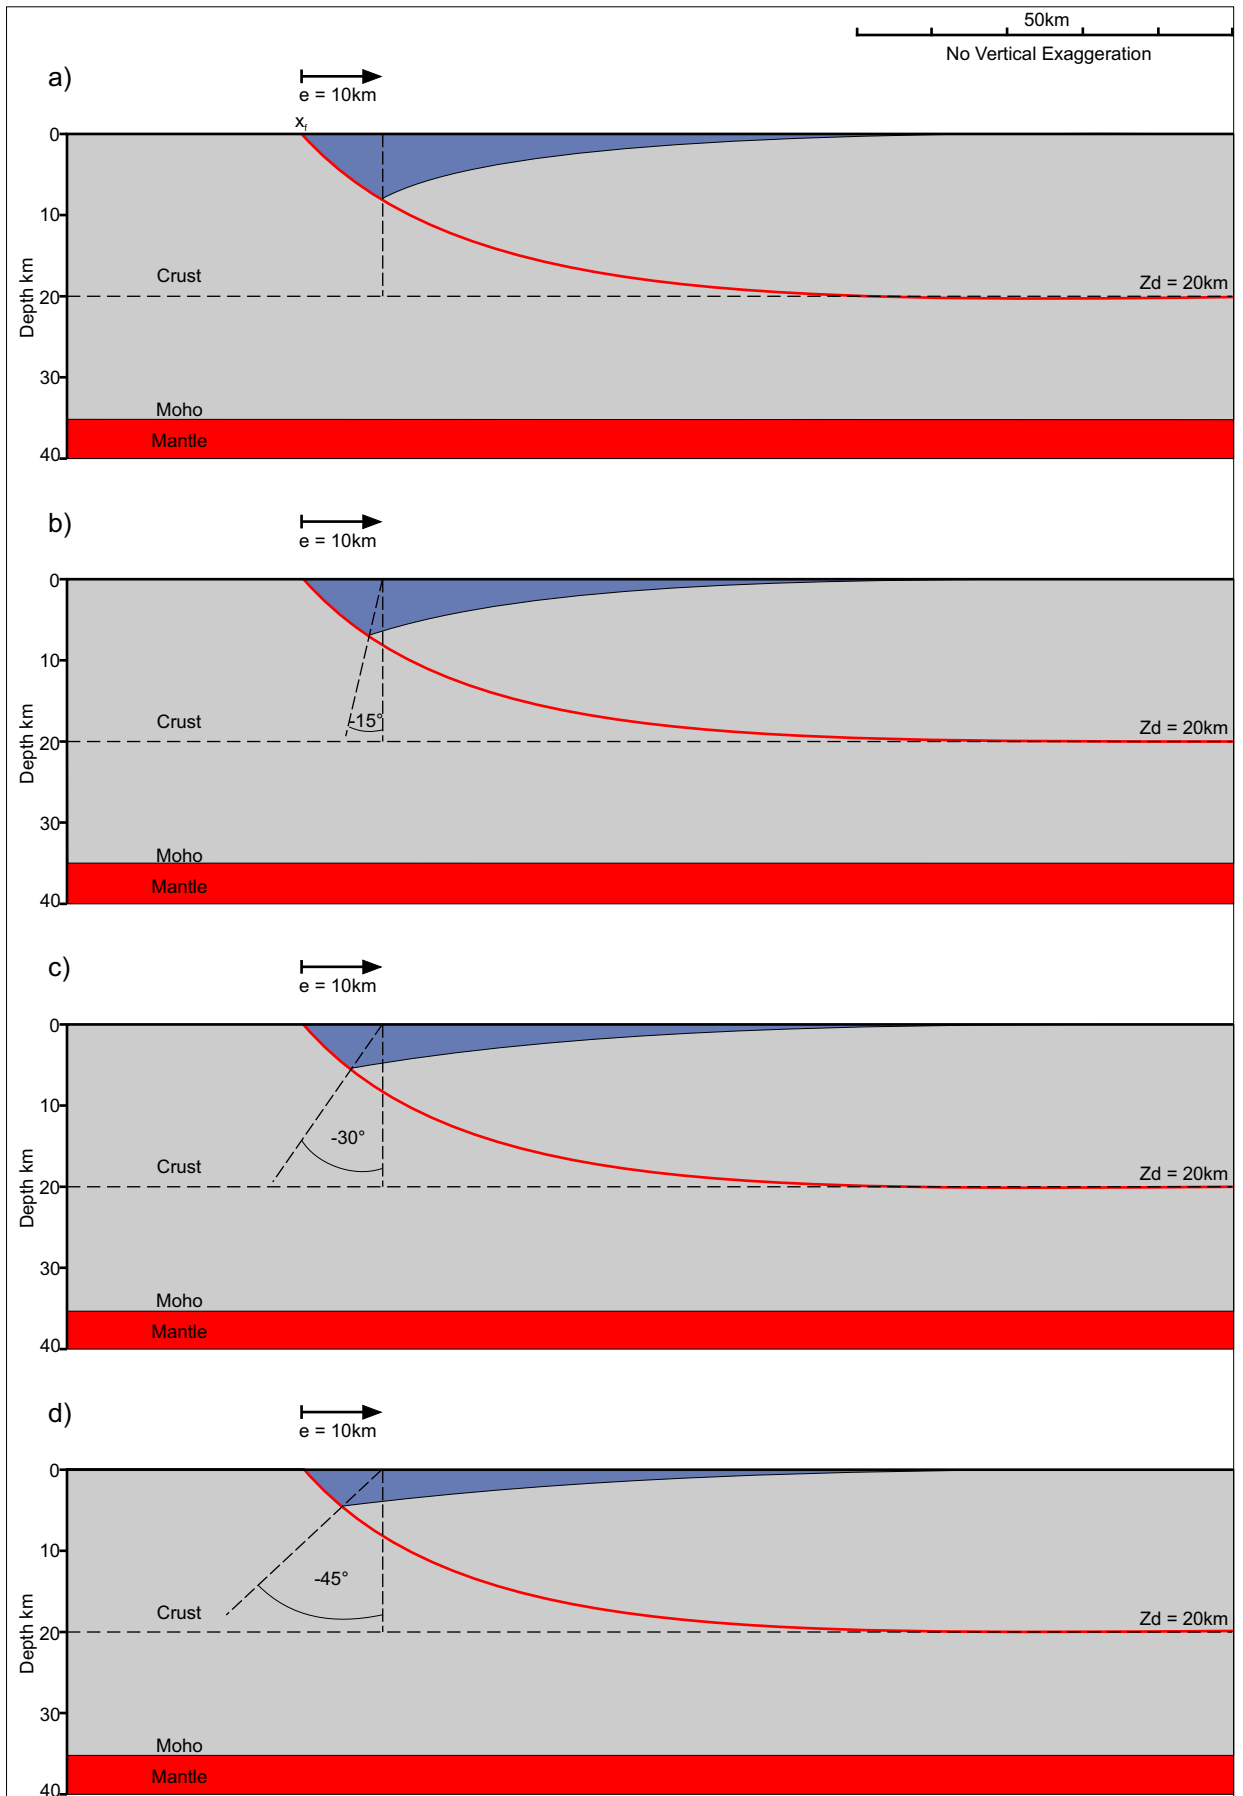 50km
No Vertical Exaggeration
a)
e = 10km
xf
0
10
Crust
20
Zd = 20km
Depth km
30
Moho
Mantle
40
b)
e = 10km
0
10
-15°
Crust
20
Zd = 20km
Depth km
30
Moho
Mantle
40
c)
e = 10km
0
10
-30°
Crust
20
Zd = 20km
Depth km
30
Moho
Mantle
40
d)
e = 10km
0
10
-45°
Crust
20
Zd = 20km
Depth km
30
Moho
Mantle
40